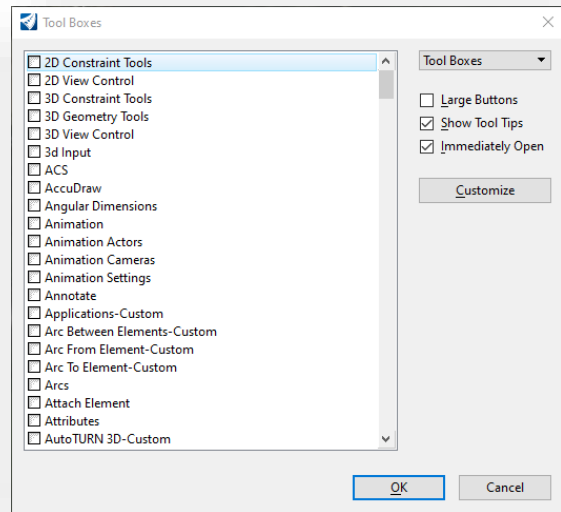 Tool Boxes
2D Constraint Tools
2D View Control
3D Constraint Tools
3D Geometry Tools
3D View Control
3d Input
ACS
AccuDraw
Angular Dimensions
Animation
Animation Actors
Animation Cameras
Animation Settings
Annotate
Applications-Custom
Arc Between Elements-Custom
Arc From Element-Custom
Arc To Element-Custom
Arcs
Attach Element
Attributes
AutoTURN 3D-Custom
Tool Boxes
Large Buttons
Show Tool Tips
Immediately Open
Customize
OK
Cancel